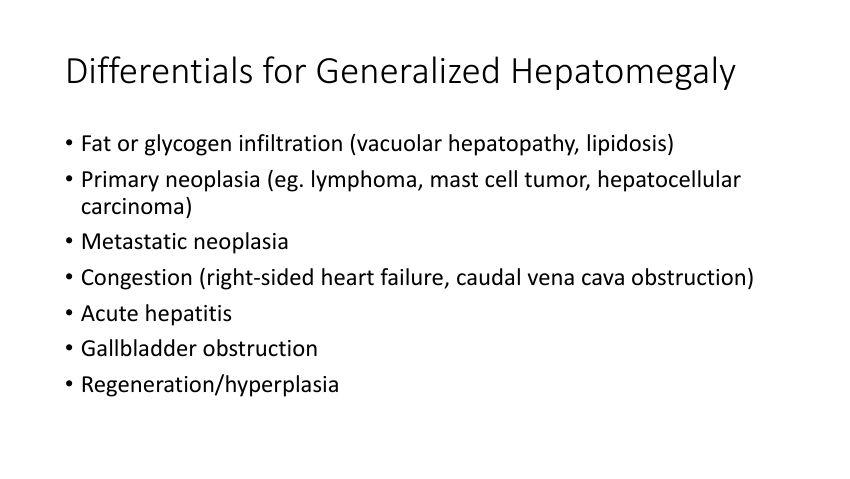 Differentials for Generalized Hepatomegaly
• Fat or glycogen infiltration (vacuolar hepatopathy, lipidosis)
• Primary neoplasia (eg. lymphoma, mast cell tumor, hepatocellular
carcinoma)
• Metastatic neoplasia
• Congestion (right-sided heart failure, caudal vena cava obstruction)
• Acute hepatitis
• Gallbladder obstruction
• Regeneration/hyperplasia